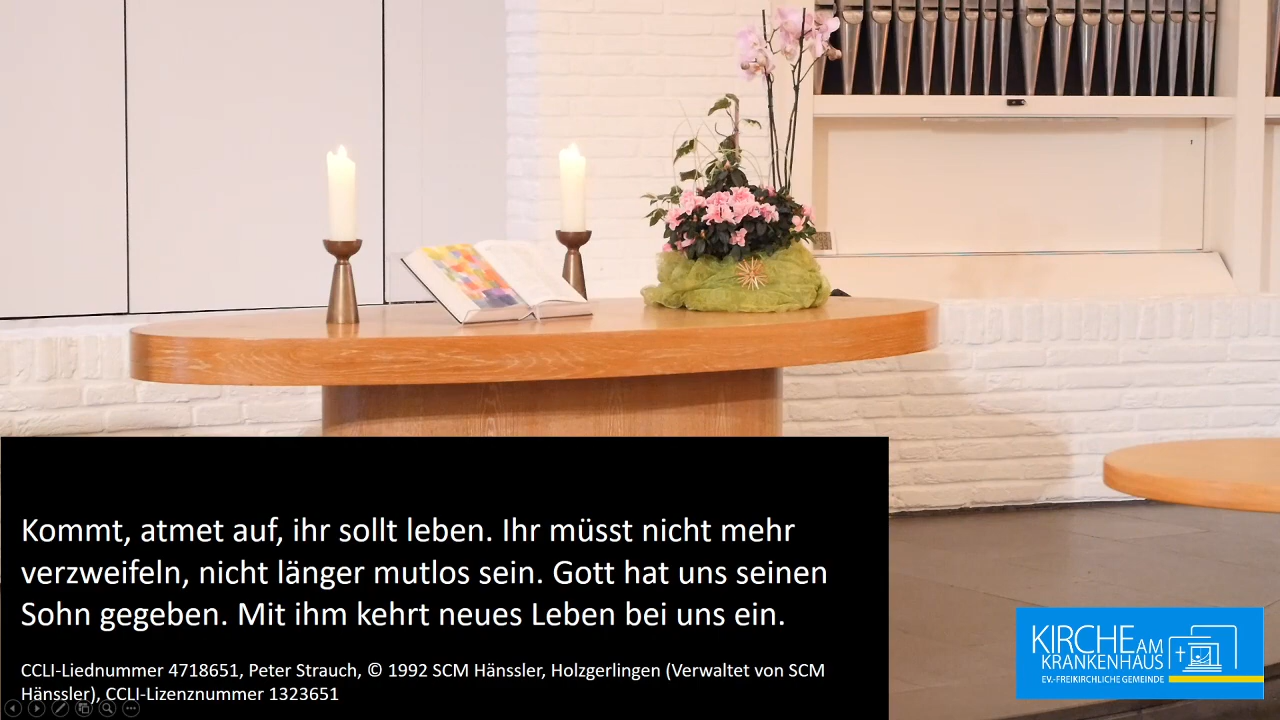 Kommt, atmet auf, ihr sollt leben. Ihr müsst nicht mehr
verzweifeln, nicht länger mutlos sein. Gott hat uns seinen
Sohn gegeben. Mit ihm kehrt neues Leben bei uns ein.
CCLI-Liednummer 4718651, Peter Strauch, © 1992 SCM Hänssler, Holzgerlingen (Verwaltet von SCM
Hänssler), CCLI-Lizenznummer 1323651
KIRCHE AM
KRANKENHAUS
EV.-FREIKIRCHLICHE GEMEINDE